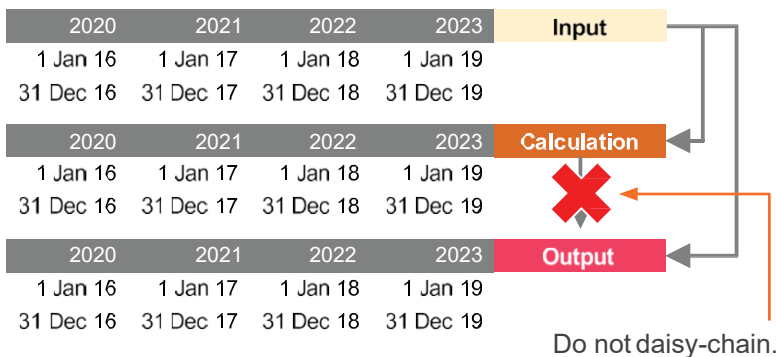 2020 2021 2022 2023 Input
1 Jan 16 1 Jan 17 1 Jan 18 1 Jan 19
31 Dec 16 31 Dec 17 31 Dec 18 31 Dec 19
2020 2021 2022 2023 Calculation
1 Jan 16 1 Jan 17 1 Jan 18 1 Jan 19
31 Dec 16 31 Dec 17 31 Dec 18 31 Dec 19
2020 2021 2022 2023 Output
1 Jan 16 1 Jan 17 1 Jan 18 1 Jan 19
31 Dec 16 31 Dec 17 31 Dec 18 31 Dec 19
Do not daisy-chain.